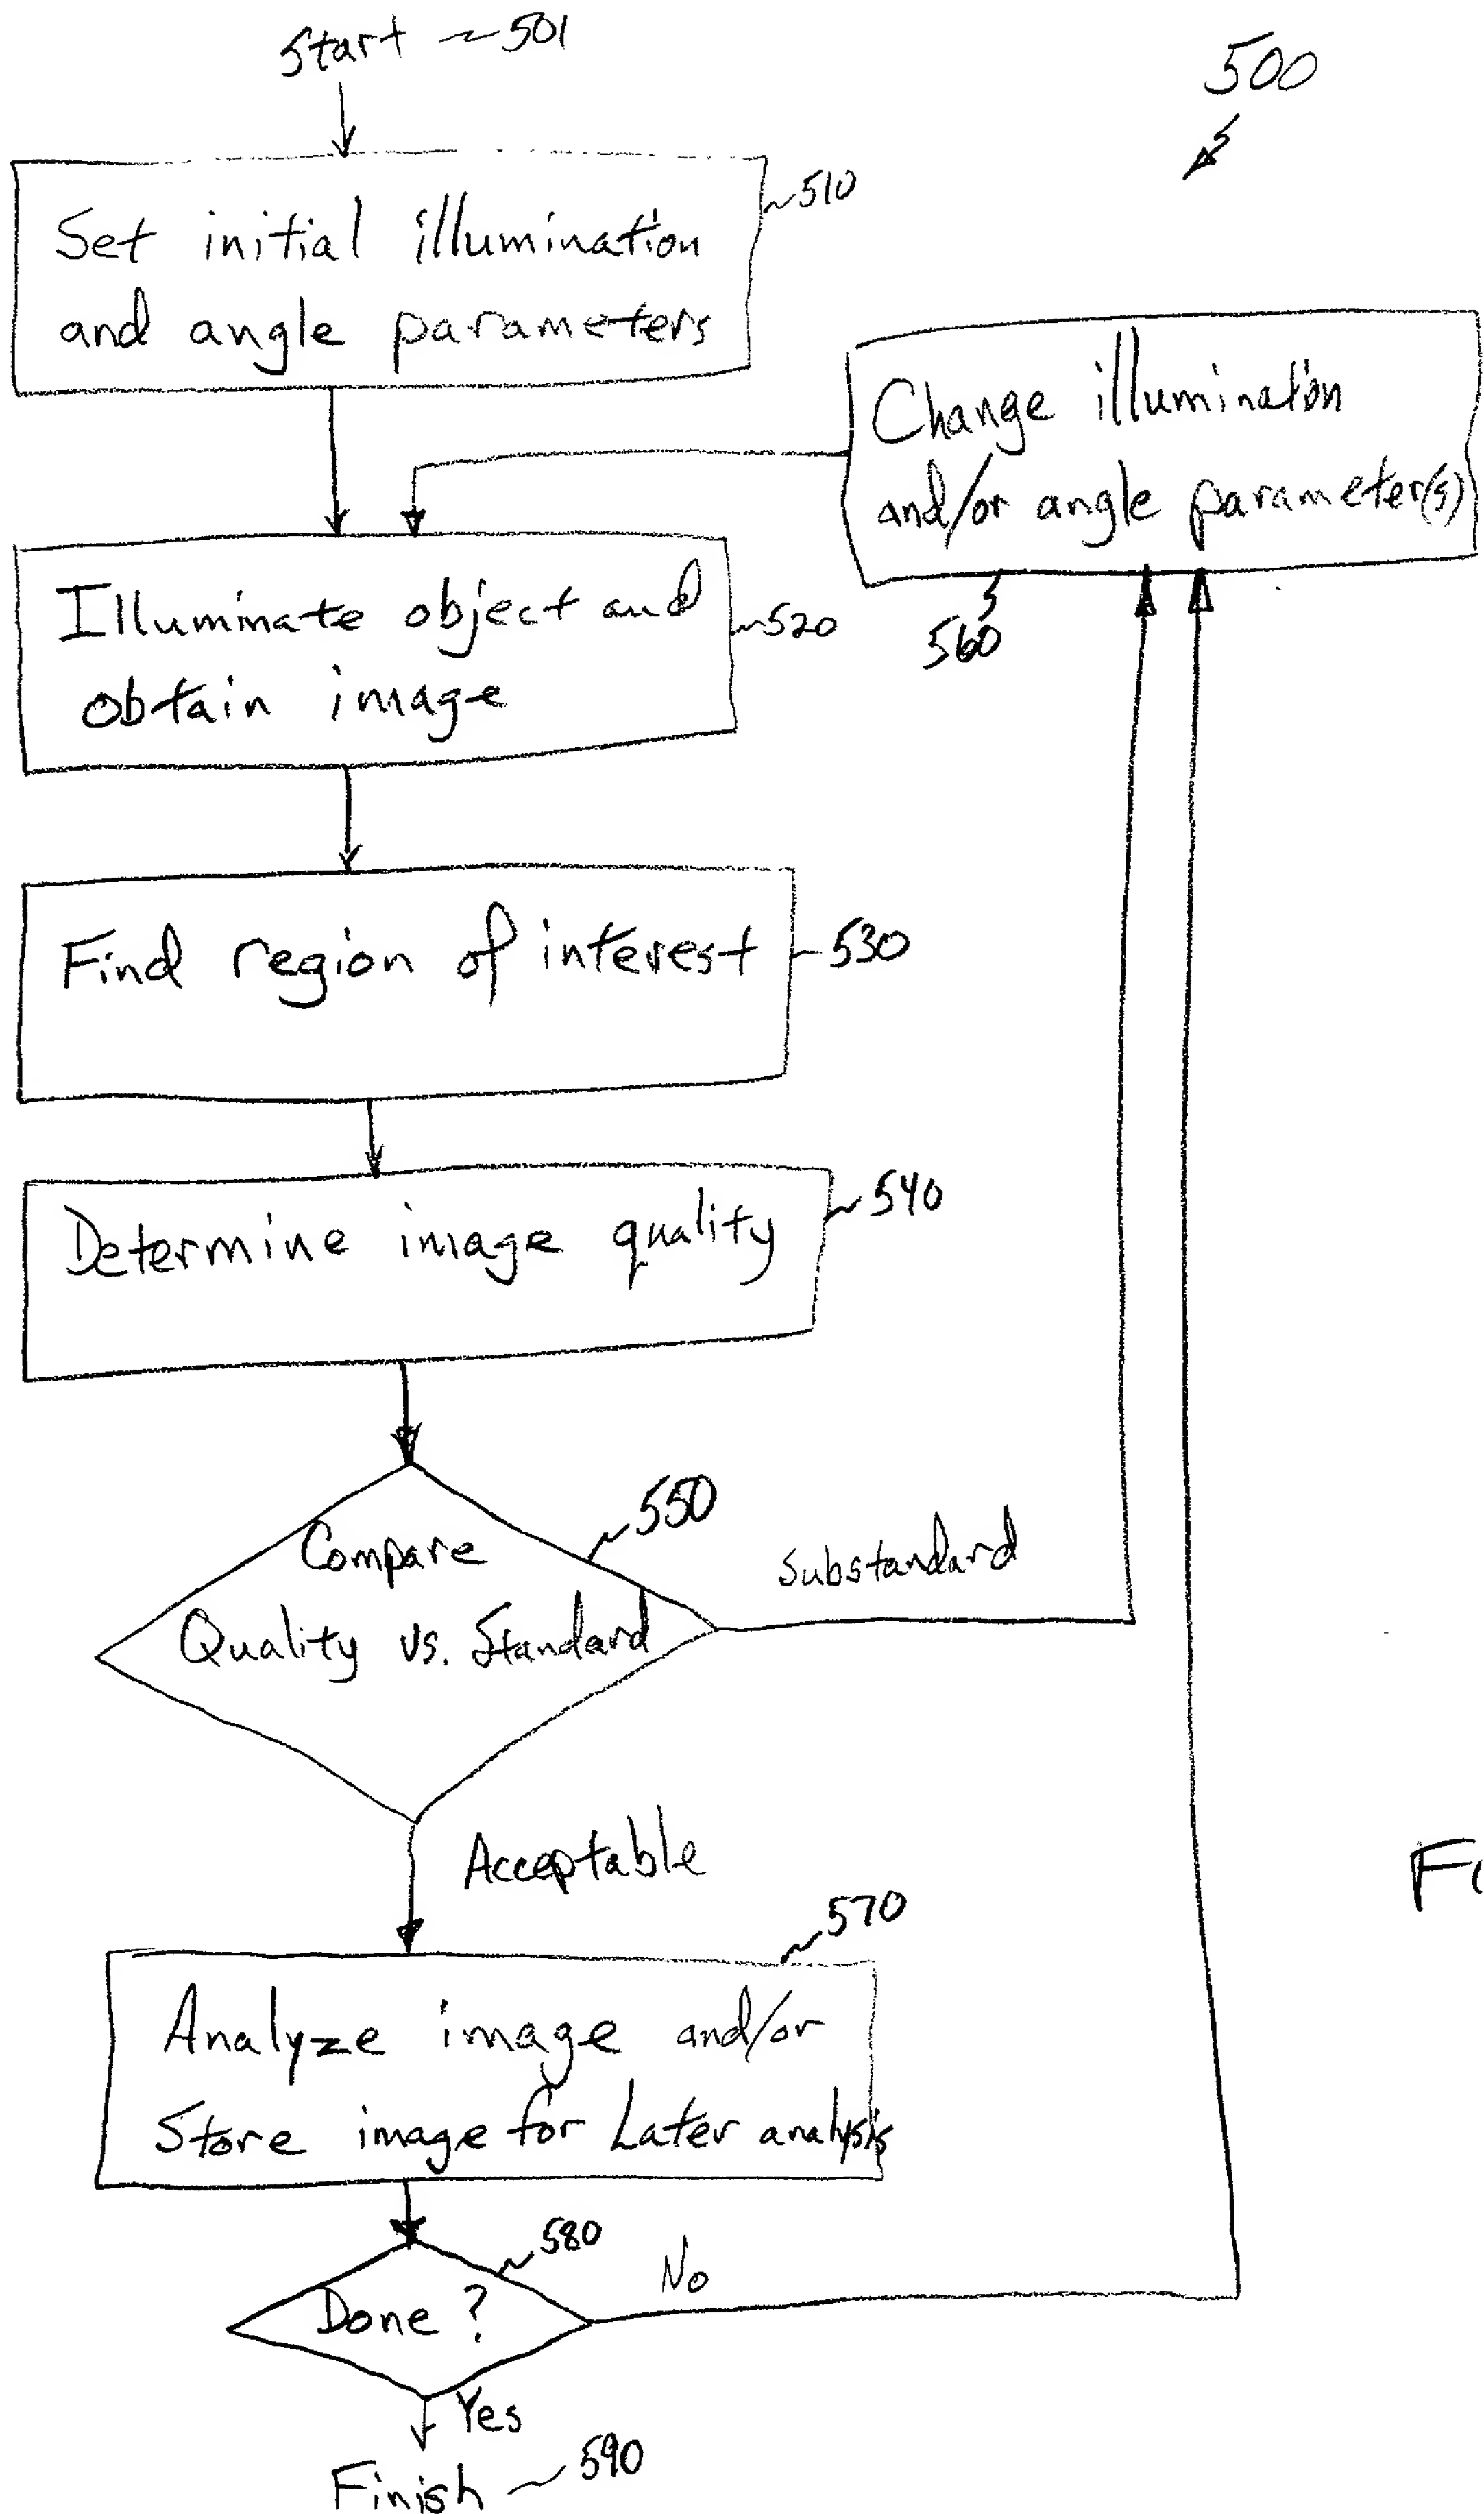 Start 501
500
510
Set initial illumination
and angle parameters
Change illumination
and/or angle parameter(s)
560
Illuminate object and
obtain image
520
Find region of interest
530
540
Determine image quality
550
Compare
Quality vs. Standard
Substandard
Acceptable
570
Analyze image and/or
Store image for Later analysis
580
Done?
No
Yes
Finish 590